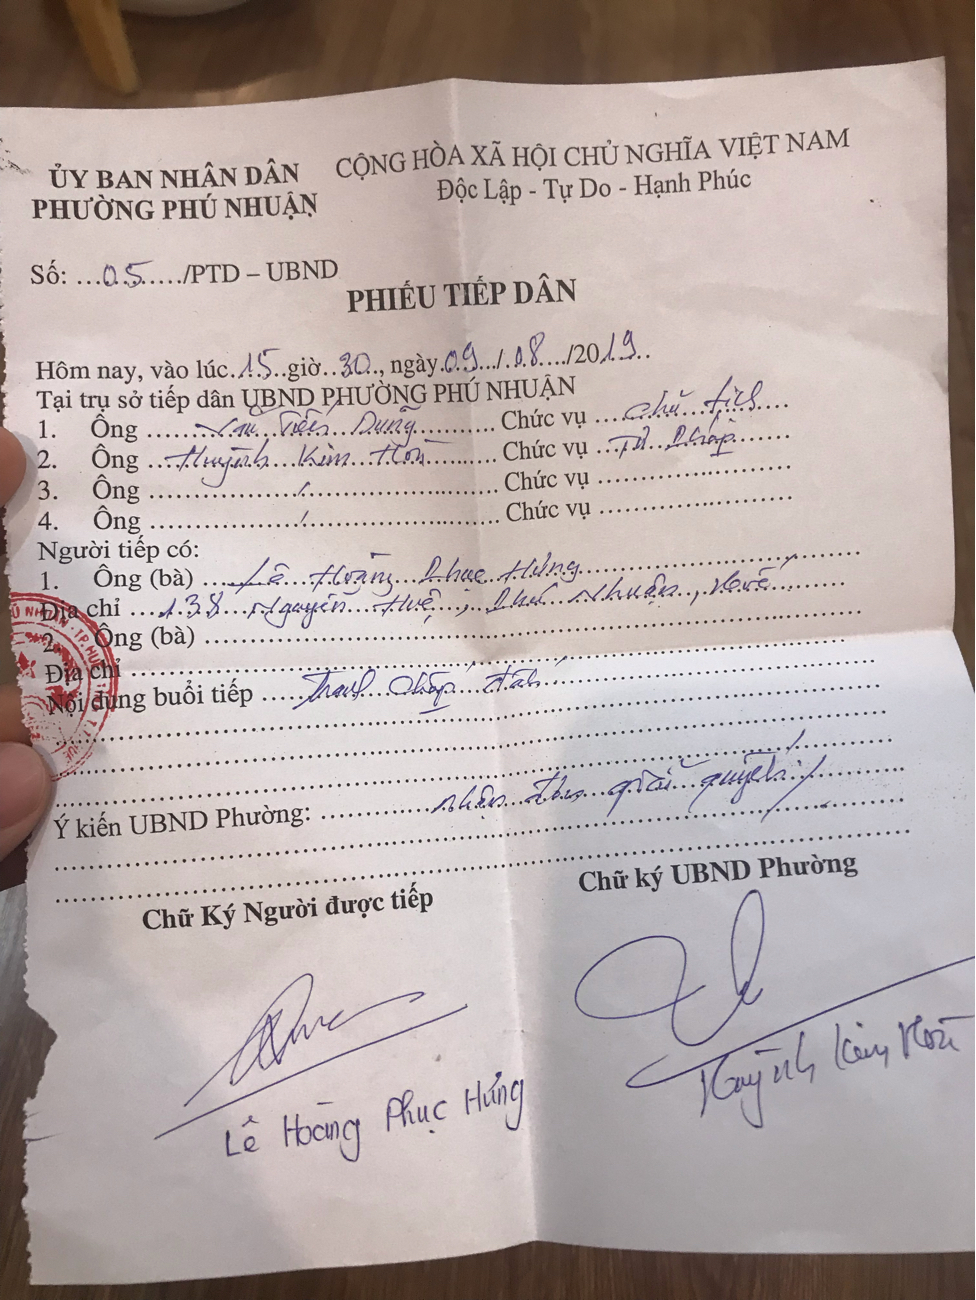 ỦY BAN NHÂN DÂN
PHƯỜNG PHÚ NHUẬN
CỘNG HÒA XÃ HỘI CHỦ NGHĨA VIỆT NAM
Độc Lập - Tự Do - Hạnh Phúc
Số: ...05...../PTD – UBND
PHIẾU TIẾP DÂN
Hôm nay, vào lúc.15.giờ..30., ngày.09.../.08..../2019..
Tại trụ sở tiếp dân UBND PHƯỜNG PHÚ NHUẬN
1. Ông ....... Tiến Dũng .......... Chức vụ ...Chủ tịch....
2. Ông ..Huỳnh Kim Hoà.......... Chức vụ ..Tư Pháp.......
3. Ông ..................../............................ Chức vụ ............................
4. Ông ..................../............................ Chức vụ ............................
Người tiếp có:
1. Ông (bà) ....Lê Hoàng Phục Hưng............................
Địa chỉ ...138 Nguyễn Huệ, Phú Nhuận, Huế........
2. Ông (bà) ............................................................
Địa chỉ ............................................................
Nội dung buổi tiếp .....Tranh chấp đất............................
Ý kiến UBND Phường: ............nhận đơn giải quyết./.............
Chữ Ký Người được tiếp
Chữ ký UBND Phường
Lê Hoàng Phục Hưng
Huỳnh Kim Hoà